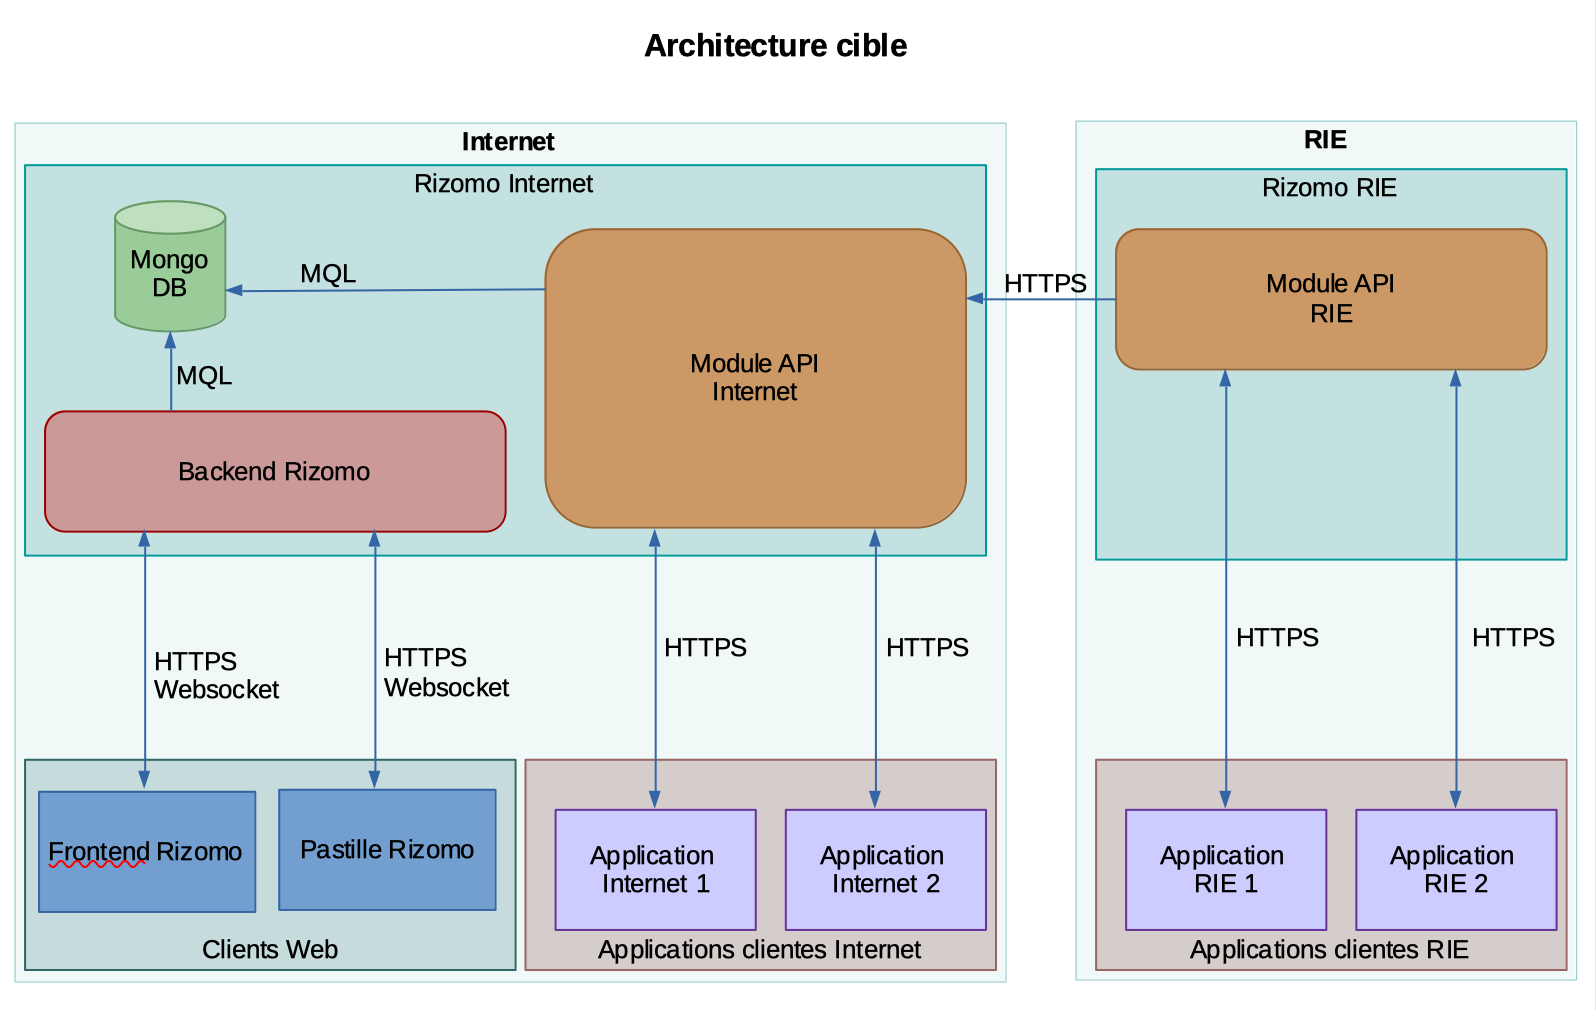 Architecture cible
Internet
Rizomo Internet
Mongo
DB
MQL
MQL
Module API
Internet
Backend Rizomo
HTTPS
Websocket
HTTPS
Websocket
HTTPS
HTTPS
Frontend Rizomo
Pastille Rizomo
Clients Web
Application
Internet 1
Application
Internet 2
Applications clientes Internet
HTTPS
RIE
Rizomo RIE
Module API
RIE
HTTPS
HTTPS
Application
RIE 1
Application
RIE 2
Applications clientes RIE